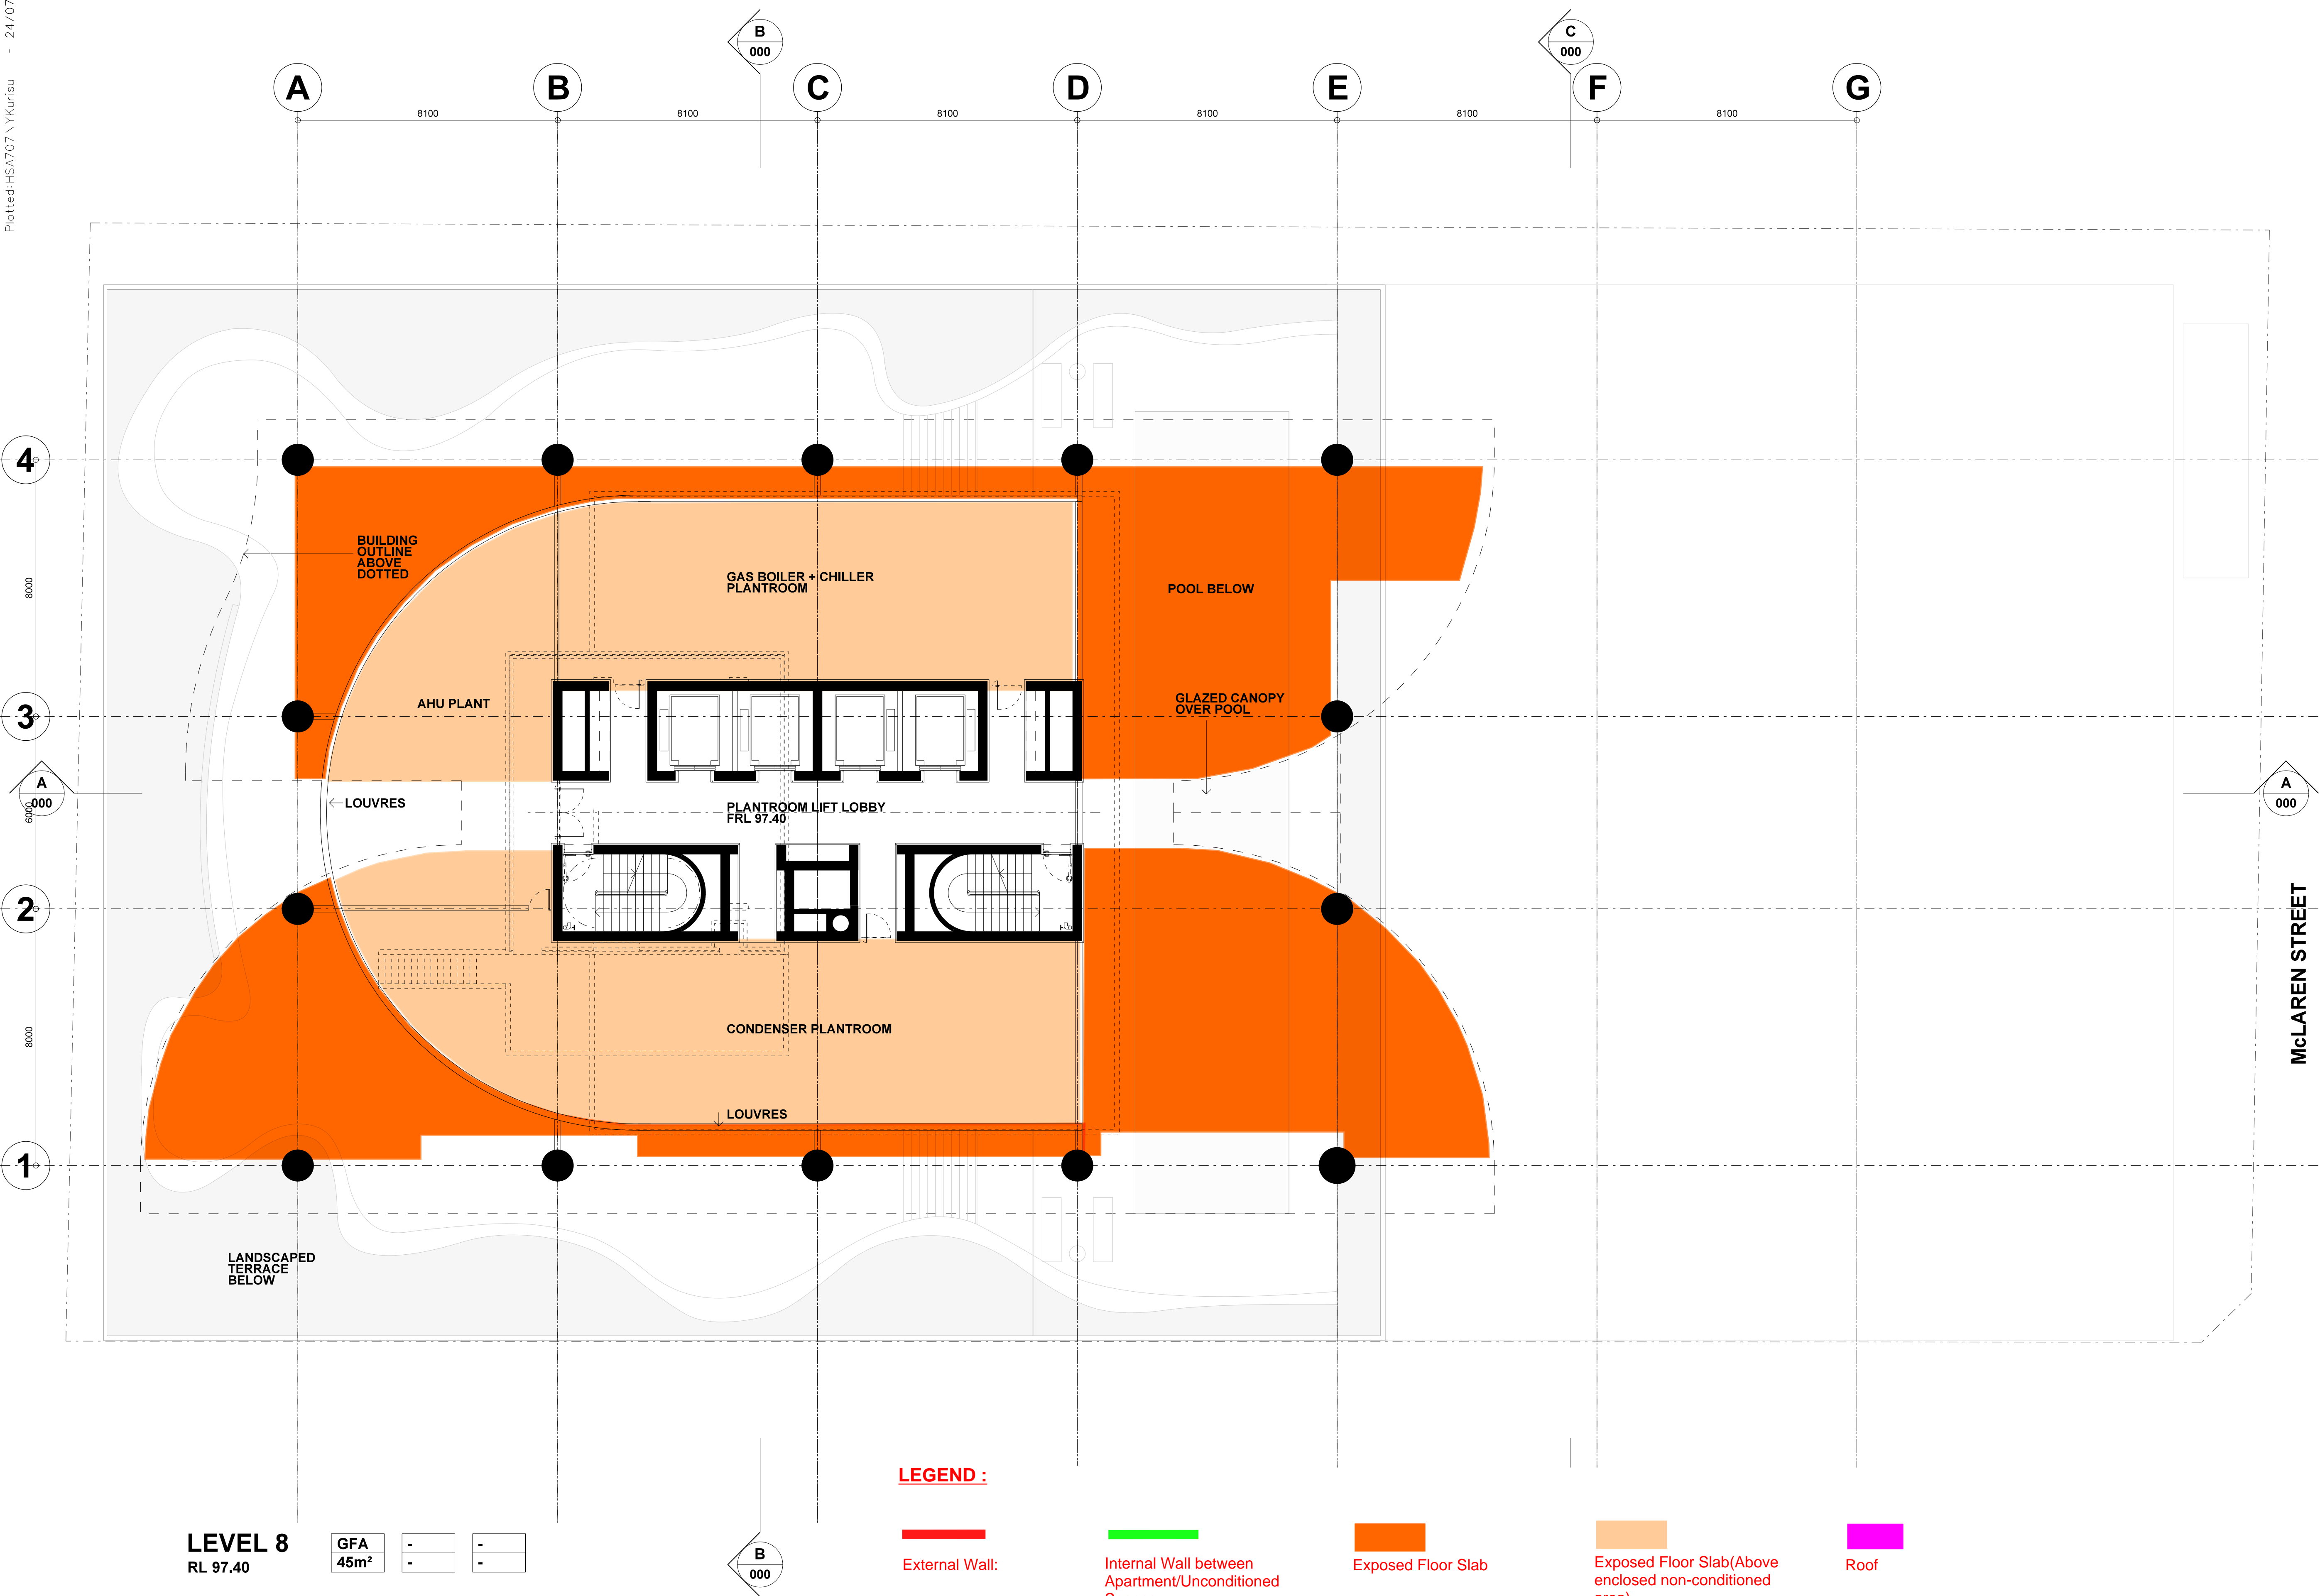 Plotted:HSA707\YKurisu - 24/07
B
000
C
000
A
B
C
D
E
F
G
8100
8100
8100
8100
8100
8100
4
3
2
1
8000
6000
8000
A
000
A
000
BUILDING
OUTLINE
ABOVE
DOTTED
GAS BOILER + CHILLER
PLANTROOM
POOL BELOW
AHU PLANT
GLAZED CANOPY
OVER POOL
LOUVRES
PLANTROOM LIFT LOBBY
FRL 97.40
CONDENSER PLANTROOM
LOUVRES
LANDSCAPED
TERRACE
BELOW
McLAREN STREET
LEGEND :
LEVEL 8
RL 97.40
GFA
45m²
-
-
-
-
B
000
External Wall:
Internal Wall between
Apartment/Unconditioned
Exposed Floor Slab
Exposed Floor Slab(Above
enclosed non-conditioned
area)
Roof